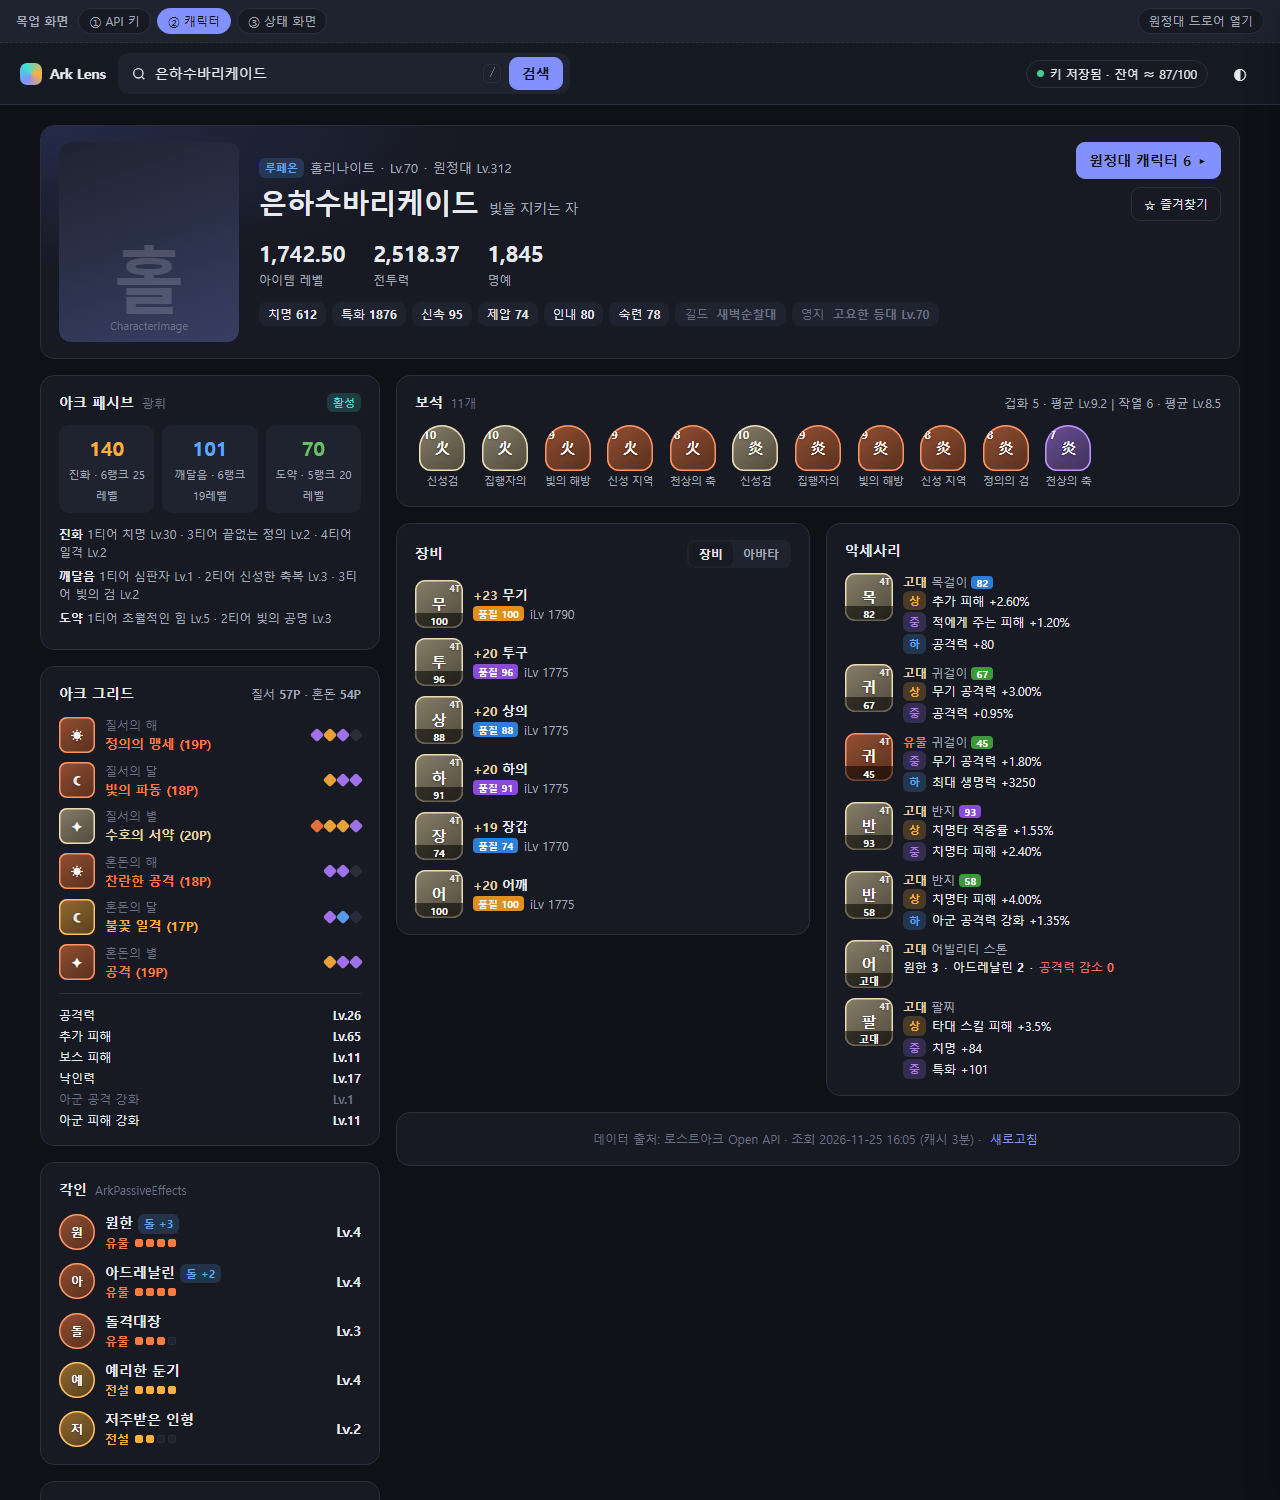 목업 화면 ① API 키 ② 캐릭터 ③ 상태 화면 원정대 드로어 열기
Ark Lens 은하수바리케이드 / 검색 키 저장됨 · 잔여 ≈ 87/100
홀
CharacterImage
루페온 홀리나이트 · Lv.70 · 원정대 Lv.312
은하수바리케이드 빛을 지키는 자
1,742.50 2,518.37 1,845
아이템 레벨 전투력 명예
치명 612 특화 1876 신속 95 제압 74 인내 80 숙련 78 길드 새벽순찰대 영지 고요한 등대 Lv.70
원정대 캐릭터 6 ▸
☆ 즐겨찾기
아크 패시브 광휘 활성
140 101 70
진화 · 6랭크 25레벨 깨달음 · 6랭크 19레벨 도약 · 5랭크 20레벨
진화 1티어 치명 Lv.30 · 3티어 끝없는 정의 Lv.2 · 4티어
일격 Lv.2
깨달음 1티어 심판자 Lv.1 · 2티어 신성한 축복 Lv.3 · 3티
어 빛의 검 Lv.2
도약 1티어 초월적인 힘 Lv.5 · 2티어 빛의 공명 Lv.3
아크 그리드 질서 57P · 혼돈 54P
질서의 해
정의의 맹세 (19P)
질서의 달
빛의 파동 (18P)
질서의 별
수호의 서약 (20P)
혼돈의 해
찬란한 공격 (18P)
혼돈의 달
불꽃 일격 (17P)
혼돈의 별
공격 (19P)
공격력 Lv.26
추가 피해 Lv.65
보스 피해 Lv.11
낙인력 Lv.17
아군 공격 강화 Lv.1
아군 피해 강화 Lv.11
각인 ArkPassiveEffects
원 원한 돌 +3 Lv.4
유물
아 아드레날린 돌 +2 Lv.4
유물
돌 돌격대장 Lv.3
유물
예 예리한 둔기 Lv.4
전설
저 저주받은 인형 Lv.2
전설
보석 11개 겁화 5 · 평균 Lv.9.2 | 작열 6 · 평균 Lv.8.5
10 10 9 9 8 10 9 9 8 8 7
火 火 火 火 火 炎 炎 炎 炎 炎 炎
신성검 집행자의 빛의 해방 신성 지역 천상의 축 신성검 집행자의 빛의 해방 신성 지역 정의의 검 천상의 축
장비 장비 아바타
무 4T 100 +23 무기
품질 100 iLv 1790
투 4T 96 +20 투구
품질 96 iLv 1775
상 4T 88 +20 상의
품질 88 iLv 1775
하 4T 91 +20 하의
품질 91 iLv 1775
장 4T 74 +19 장갑
품질 74 iLv 1770
어 4T 100 +20 어깨
품질 100 iLv 1775
악세사리
목 4T 82 고대 목걸이 82
상 추가 피해 +2.60%
중 적에게 주는 피해 +1.20%
하 공격력 +80
귀 4T 67 고대 귀걸이 67
상 무기 공격력 +3.00%
중 공격력 +0.95%
귀 4T 45 유물 귀걸이 45
중 무기 공격력 +1.80%
하 최대 생명력 +3250
반 4T 93 고대 반지 93
상 치명타 적중률 +1.55%
중 치명타 피해 +2.40%
반 4T 58 고대 반지 58
상 치명타 피해 +4.00%
하 아군 공격력 강화 +1.35%
어 4T 고대 고대 어빌리티 스톤
원한 3 · 아드레날린 2 · 공격력 감소 0
팔 4T 고대 고대 팔찌
상 타대 스킬 피해 +3.5%
중 치명 +84
중 특화 +101
데이터 출처: 로스트아크 Open API · 조회 2026-11-25 16:05 (캐시 3분) · 새로고침